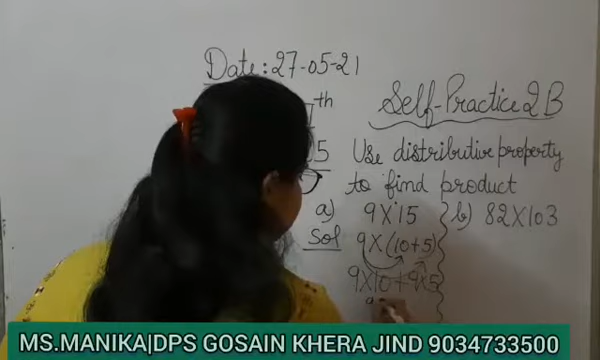 Date: 27-05-21
th
Self-Practice 2B
5 Use distributive property
to find product
a) 9×15
b) 82×103
Sol 9×(10+5)
9×10+9×5
9
MS.MANIKA|DPS GOSAIN KHERA JIND 9034733500